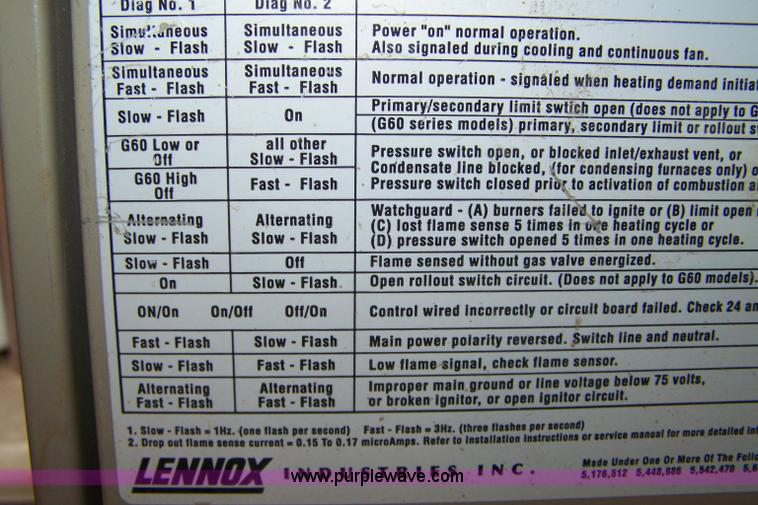 Diag No. 1 Diag No. 2
Simultaneous Slow - Flash Simultaneous Slow - Flash Power "on" normal operation.
Also signaled during cooling and continuous fan.
Simultaneous Fast - Flash Simultaneous Fast - Flash Normal operation - signaled when heating demand
Slow - Flash On Primary/secondary limit swtich open (does not apply to
(G60 series models) primary, secondary limit or rollout
G60 Low or Off all other Slow - Flash Pressure switch open, or blocked inlet/exhaust vent, or
Condensate line blocked, (for condensing furnaces only)
G60 High Off Fast - Flash Pressure switch closed prior to activation of combustion
Alternating Slow - Flash Alternating Slow - Flash Watchguard - (A) burners failed to ignite or (B) limit open
(C) lost flame sense 5 times in one heating cycle or
(D) pressure switch opened 5 times in one heating cycle.
Slow - Flash Off Flame sensed without gas valve energized.
On Slow - Flash Open rollout switch circuit. (Does not apply to G60 models).
ON/On On/Off Off/On Control wired incorrectly or circuit board failed. Check 24
Fast - Flash Slow - Flash Main power polarity reversed. Switch line and neutral.
Slow - Flash Fast - Flash Low flame signal, check flame sensor.
Alternating Fast - Flash Alternating Fast - Flash Improper main ground or line voltage below 75 volts,
or broken ignitor, or open ignitor circuit.
1. Slow - Flash = 1Hz. (one flash per second) Fast - Flash = 3Hz. (three flashes per second)
2. Drop out flame sense current = 0.15 To 0.17 microAmps. Refer to Installation Instructions or service manual for more detailed
LENNOX INDUSTRIES INC.
Made Under One Or More Of The
5,176,512 5,448,986 5,542,470
www.purplewave.com